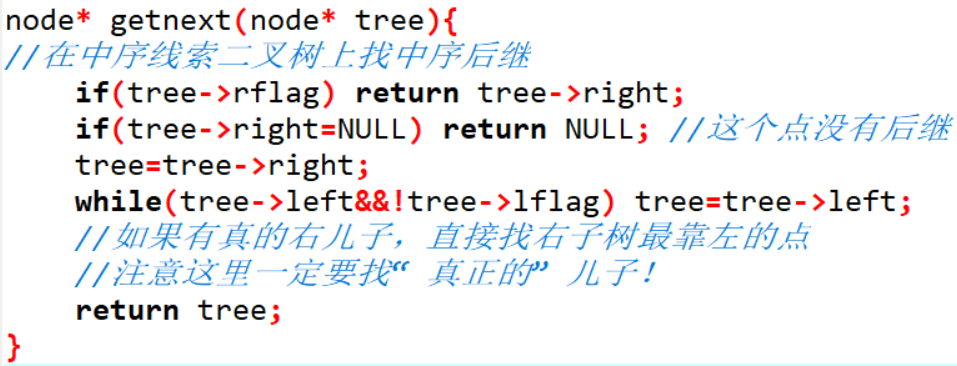 node* getnext(node* tree){
//在中序线索二叉树上找中序后继
if(tree->rflag) return tree->right;
if(tree->right=NULL) return NULL; //这个点没有后继
tree=tree->right;
while(tree->left&&!tree->lflag) tree=tree->left;
//如果有真的右儿子，直接找右子树最靠左的点
//注意这里一定要找“ 真正的” 儿子！
return tree;
}